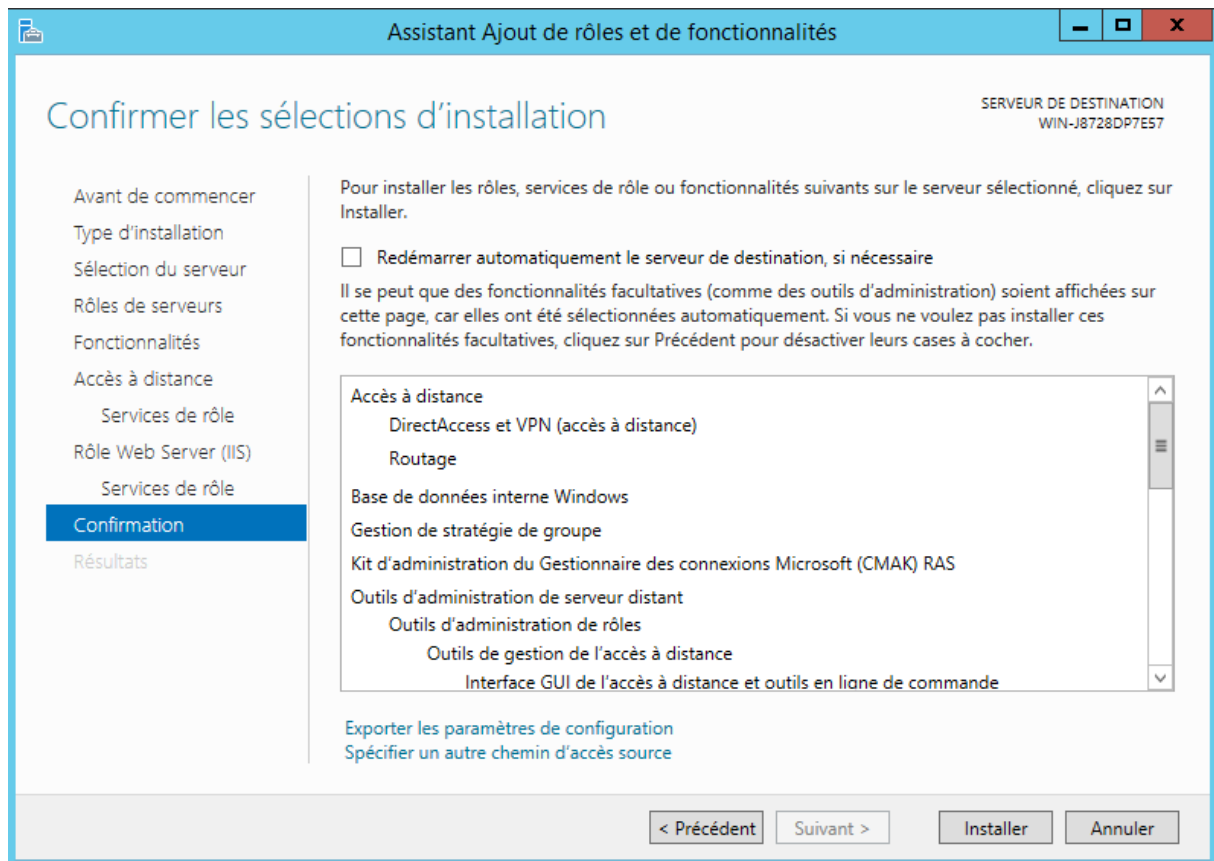 Assistant Ajout de rôles et de fonctionnalités
Confirmer les sélections d'installation
SERVEUR DE DESTINATION
WIN-J8728DP7E57
Avant de commencer
Type d'installation
Sélection du serveur
Rôles de serveurs
Fonctionnalités
Accès à distance
Services de rôle
Rôle Web Server (IIS)
Services de rôle
Confirmation
Résultats
Pour installer les rôles, services de rôle ou fonctionnalités suivants sur le serveur sélectionné, cliquez sur
Installer.
Redémarrer automatiquement le serveur de destination, si nécessaire
Il se peut que des fonctionnalités facultatives (comme des outils d'administration) soient affichées sur
cette page, car elles ont été sélectionnées automatiquement. Si vous ne voulez pas installer ces
fonctionnalités facultatives, cliquez sur Précédent pour désactiver leurs cases à cocher.
Accès à distance
DirectAccess et VPN (accès à distance)
Routage
Base de données interne Windows
Gestion de stratégie de groupe
Kit d'administration du Gestionnaire des connexions Microsoft (CMAK) RAS
Outils d'administration de serveur distant
Outils d'administration de rôles
Outils de gestion de l'accès à distance
Interface GUI de l'accès à distance et outils en ligne de commande
Exporter les paramètres de configuration
Spécifier un autre chemin d'accès source
< Précédent
Suivant >
Installer
Annuler